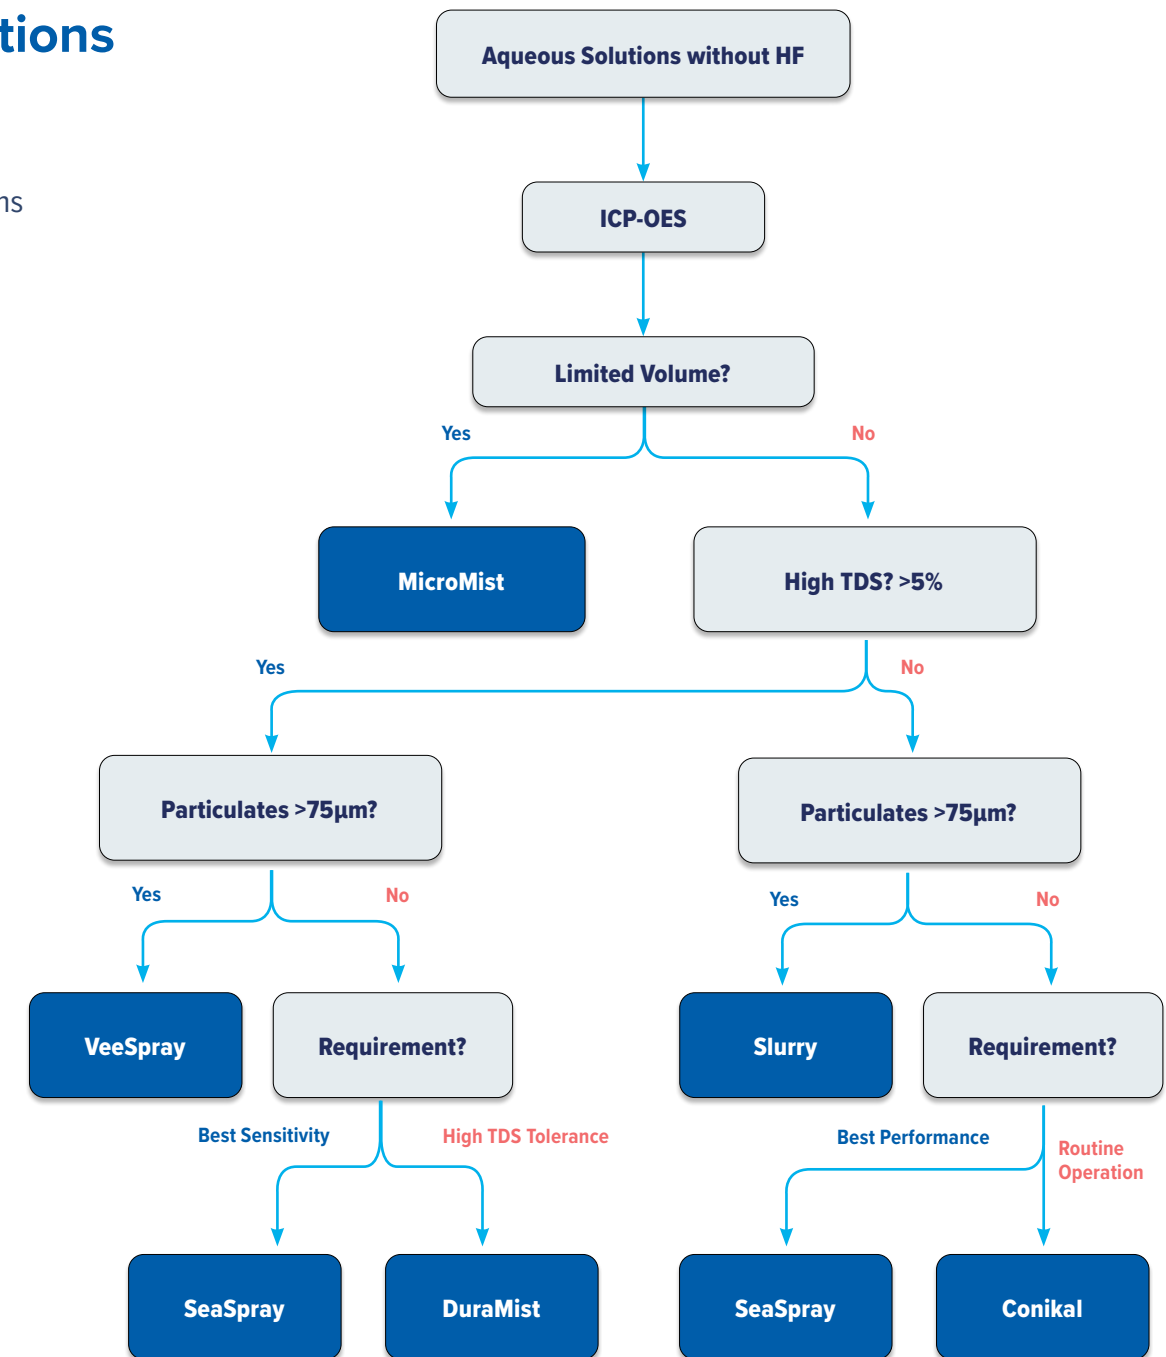 tions
Aqueous Solutions without HF
ns
ICP-OES
Limited Volume?
Yes
No
MicroMist
High TDS? >5%
Yes
No
Particulates >75µm?
Particulates >75µm?
Yes
No
Yes
No
VeeSpray
Requirement?
Slurry
Requirement?
Best Sensitivity
High TDS Tolerance
Best Performance
Routine
Operation
SeaSpray
DuraMist
SeaSpray
Conikal